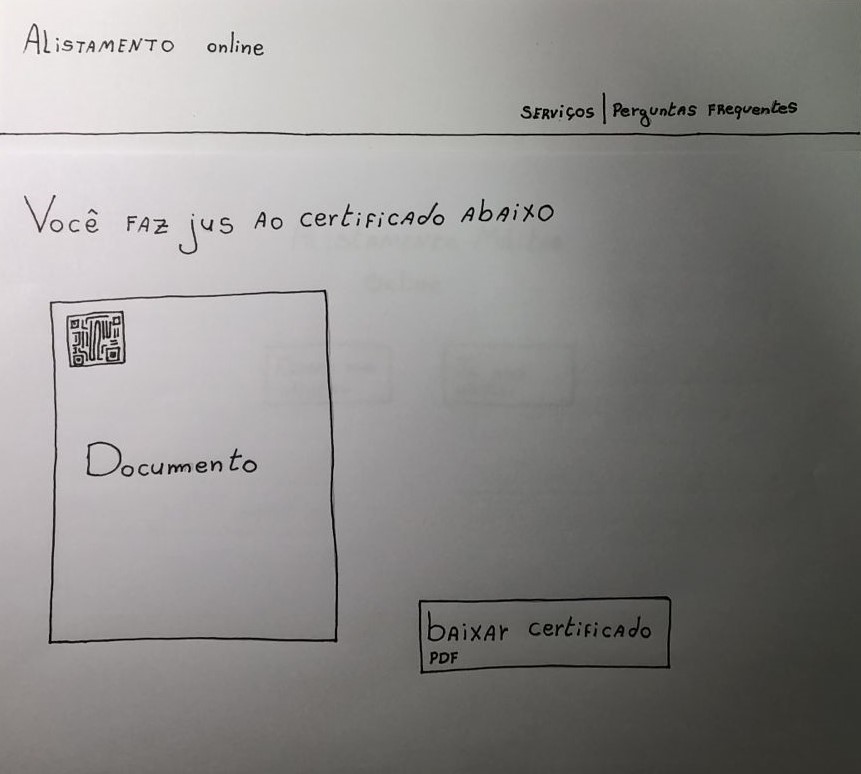 Alistamento online
Serviços | Perguntas Frequentes
Você faz jus ao certificado abaixo
Documento
baixar certificado
PDF